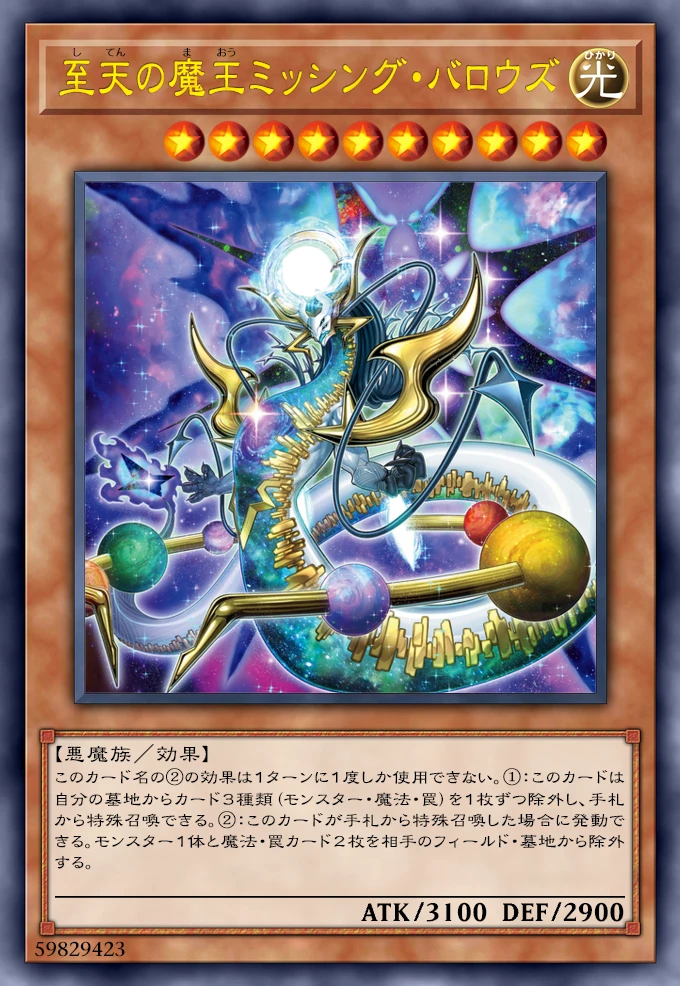 し てん ま おう
至天の魔王ミッシング・バロウズ
ひかり
光
【悪魔族／効果】
このカード名の②の効果は１ターンに１度しか使用できない。①：このカードは
自分の墓地からカード３種類（モンスター・魔法・罠）を１枚ずつ除外し、手札
から特殊召喚できる。②：このカードが手札から特殊召喚した場合に発動で
きる。モンスター１体と魔法・罠カード２枚を相手のフィールド・墓地から除外
する。
ATK/3100 DEF/2900
59829423